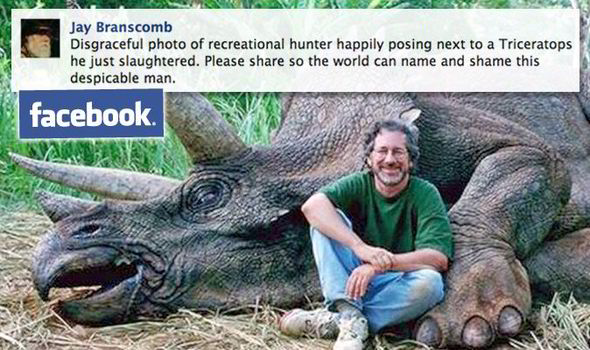 Jay Branscomb
Disgraceful photo of recreational hunter happily posing next to a Triceratops
he just slaughtered. Please share so the world can name and shame this
despicable man.
facebook.